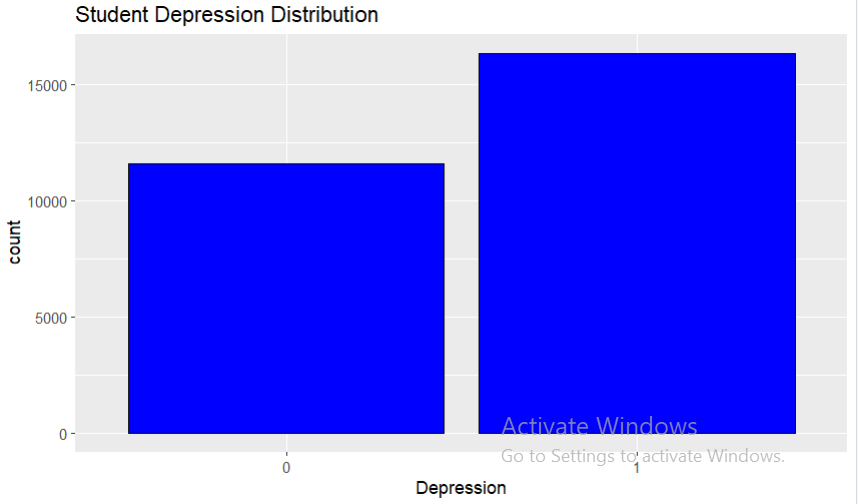 Student Depression Distribution
15000
10000
5000
0
count
0
1
Depression
Activate Windows
Go to Settings to activate Windows.